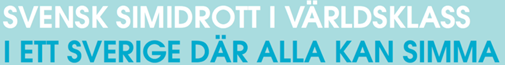 SVENSK SIMIDROTT I VÄRLDSKLASS
I ETT SVERIGE DÄR ALLA KAN SIMMA